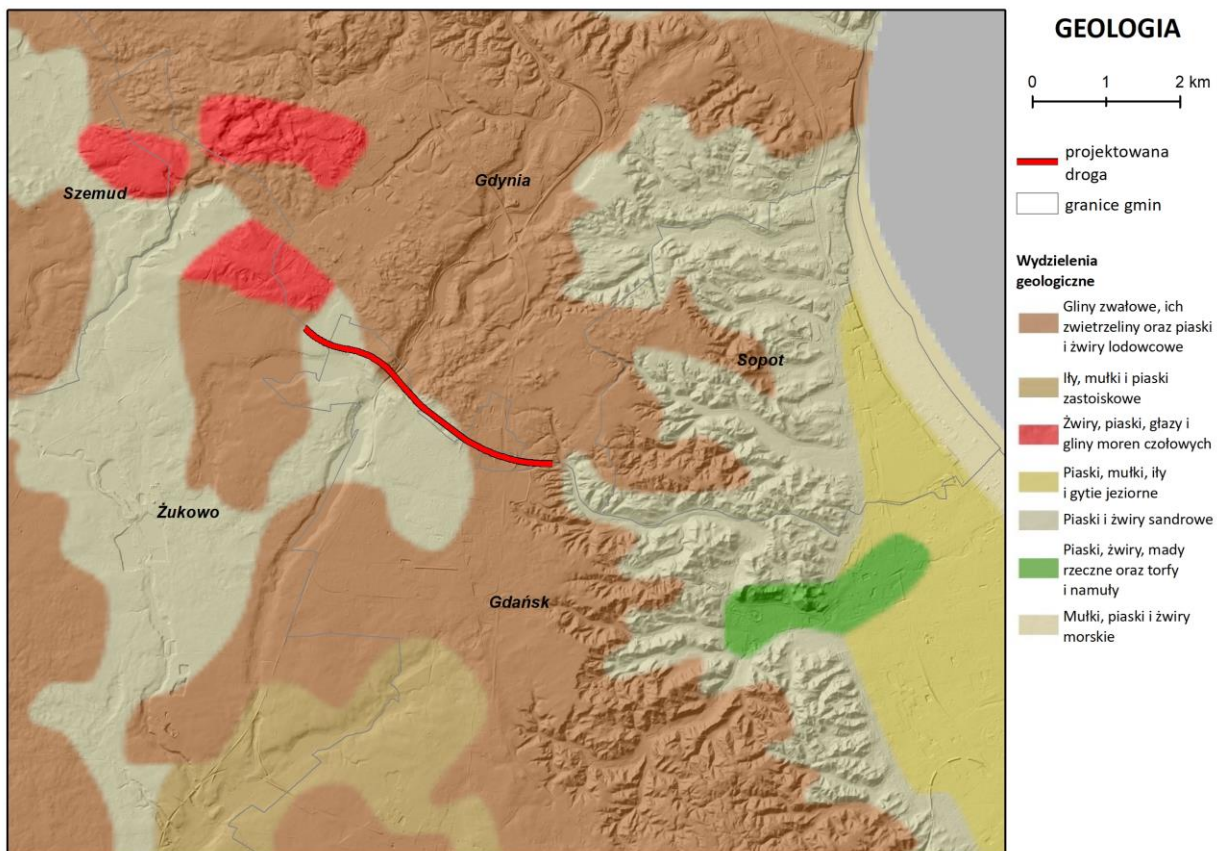 GEOLOGIA
0 1 2 km
projektowana
droga
granice gmin
Wydzielenia
geologiczne
Gliny zwałowe, ich
zwietrzeliny oraz piaski
i żwiry lodowcowe
Iły, mułki i piaski
zastoiskowe
Żwiry, piaski, głazy i
gliny moren czołowych
Piaski, mułki, iły
i gytie jeziorne
Piaski i żwiry sandrowe
Piaski, żwiry, mady
rzeczne oraz torfy
i namuły
Mułki, piaski i żwiry
morskie
Szemud
Gdynia
Sopot
Żukowo
Gdańsk